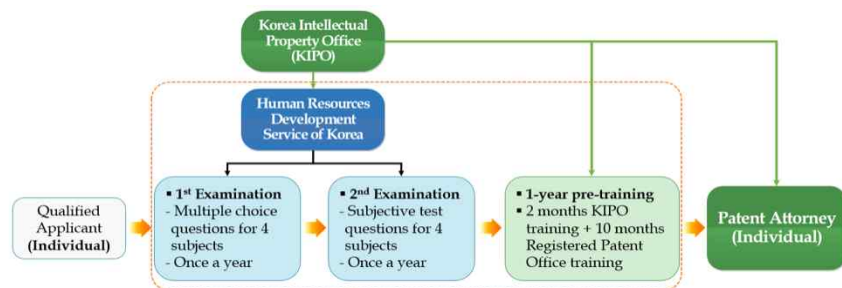 Korea Intellectual
Property Office
(KIPO)
Human Resources
Development
Service of Korea
Qualified
Applicant
(Individual)
▪ 1st Examination
- Multiple choice
questions for 4
subjects
- Once a year
▪ 2nd Examination
- Subjective test
questions for 4
subjects
- Once a year
▪ 1-year pre-training
▪ 2 months KIPO
training + 10 months
Registered Patent
Office training
Patent Attorney
(Individual)